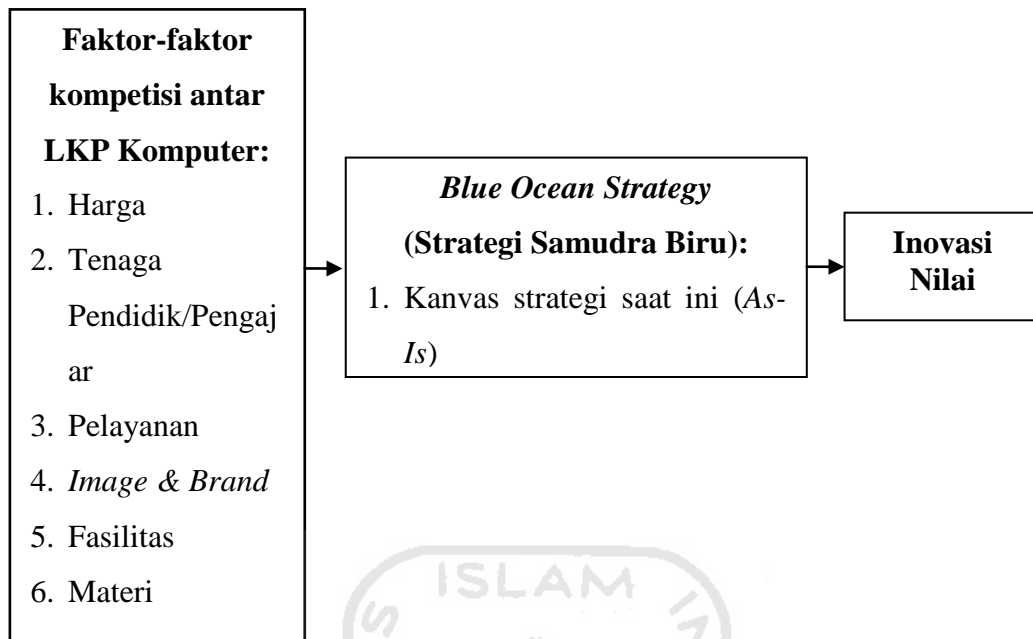 Faktor-faktor
kompetisi antar
LKP Komputer:
1. Harga
2. Tenaga
Pendidik/Pengaj
ar
3. Pelayanan
4. Image & Brand
5. Fasilitas
6. Materi
Blue Ocean Strategy
(Strategi Samudra Biru):
1. Kanvas strategi saat ini (As-
Is)
Inovasi
Nilai
ISLAM